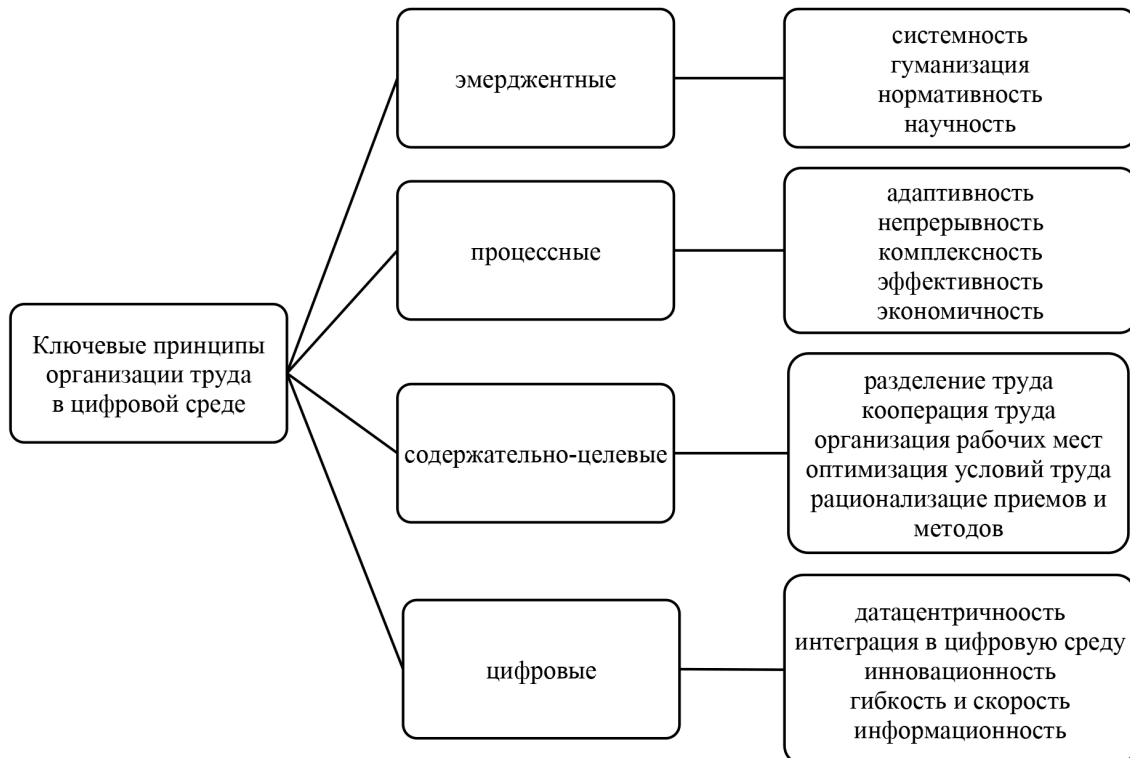 Ключевые принципы
организации труда
в цифровой среде
эмерджентные
системность
гуманизация
нормативность
научность
процессные
адаптивность
непрерывность
комплексность
эффективность
экономичность
содержательно-целевые
разделение труда
кооперация труда
организация рабочих мест
оптимизация условий труда
рационализацие приемов и
методов
цифровые
датацентричноость
интеграция в цифровую среду
инновационность
гибкость и скорость
информационность